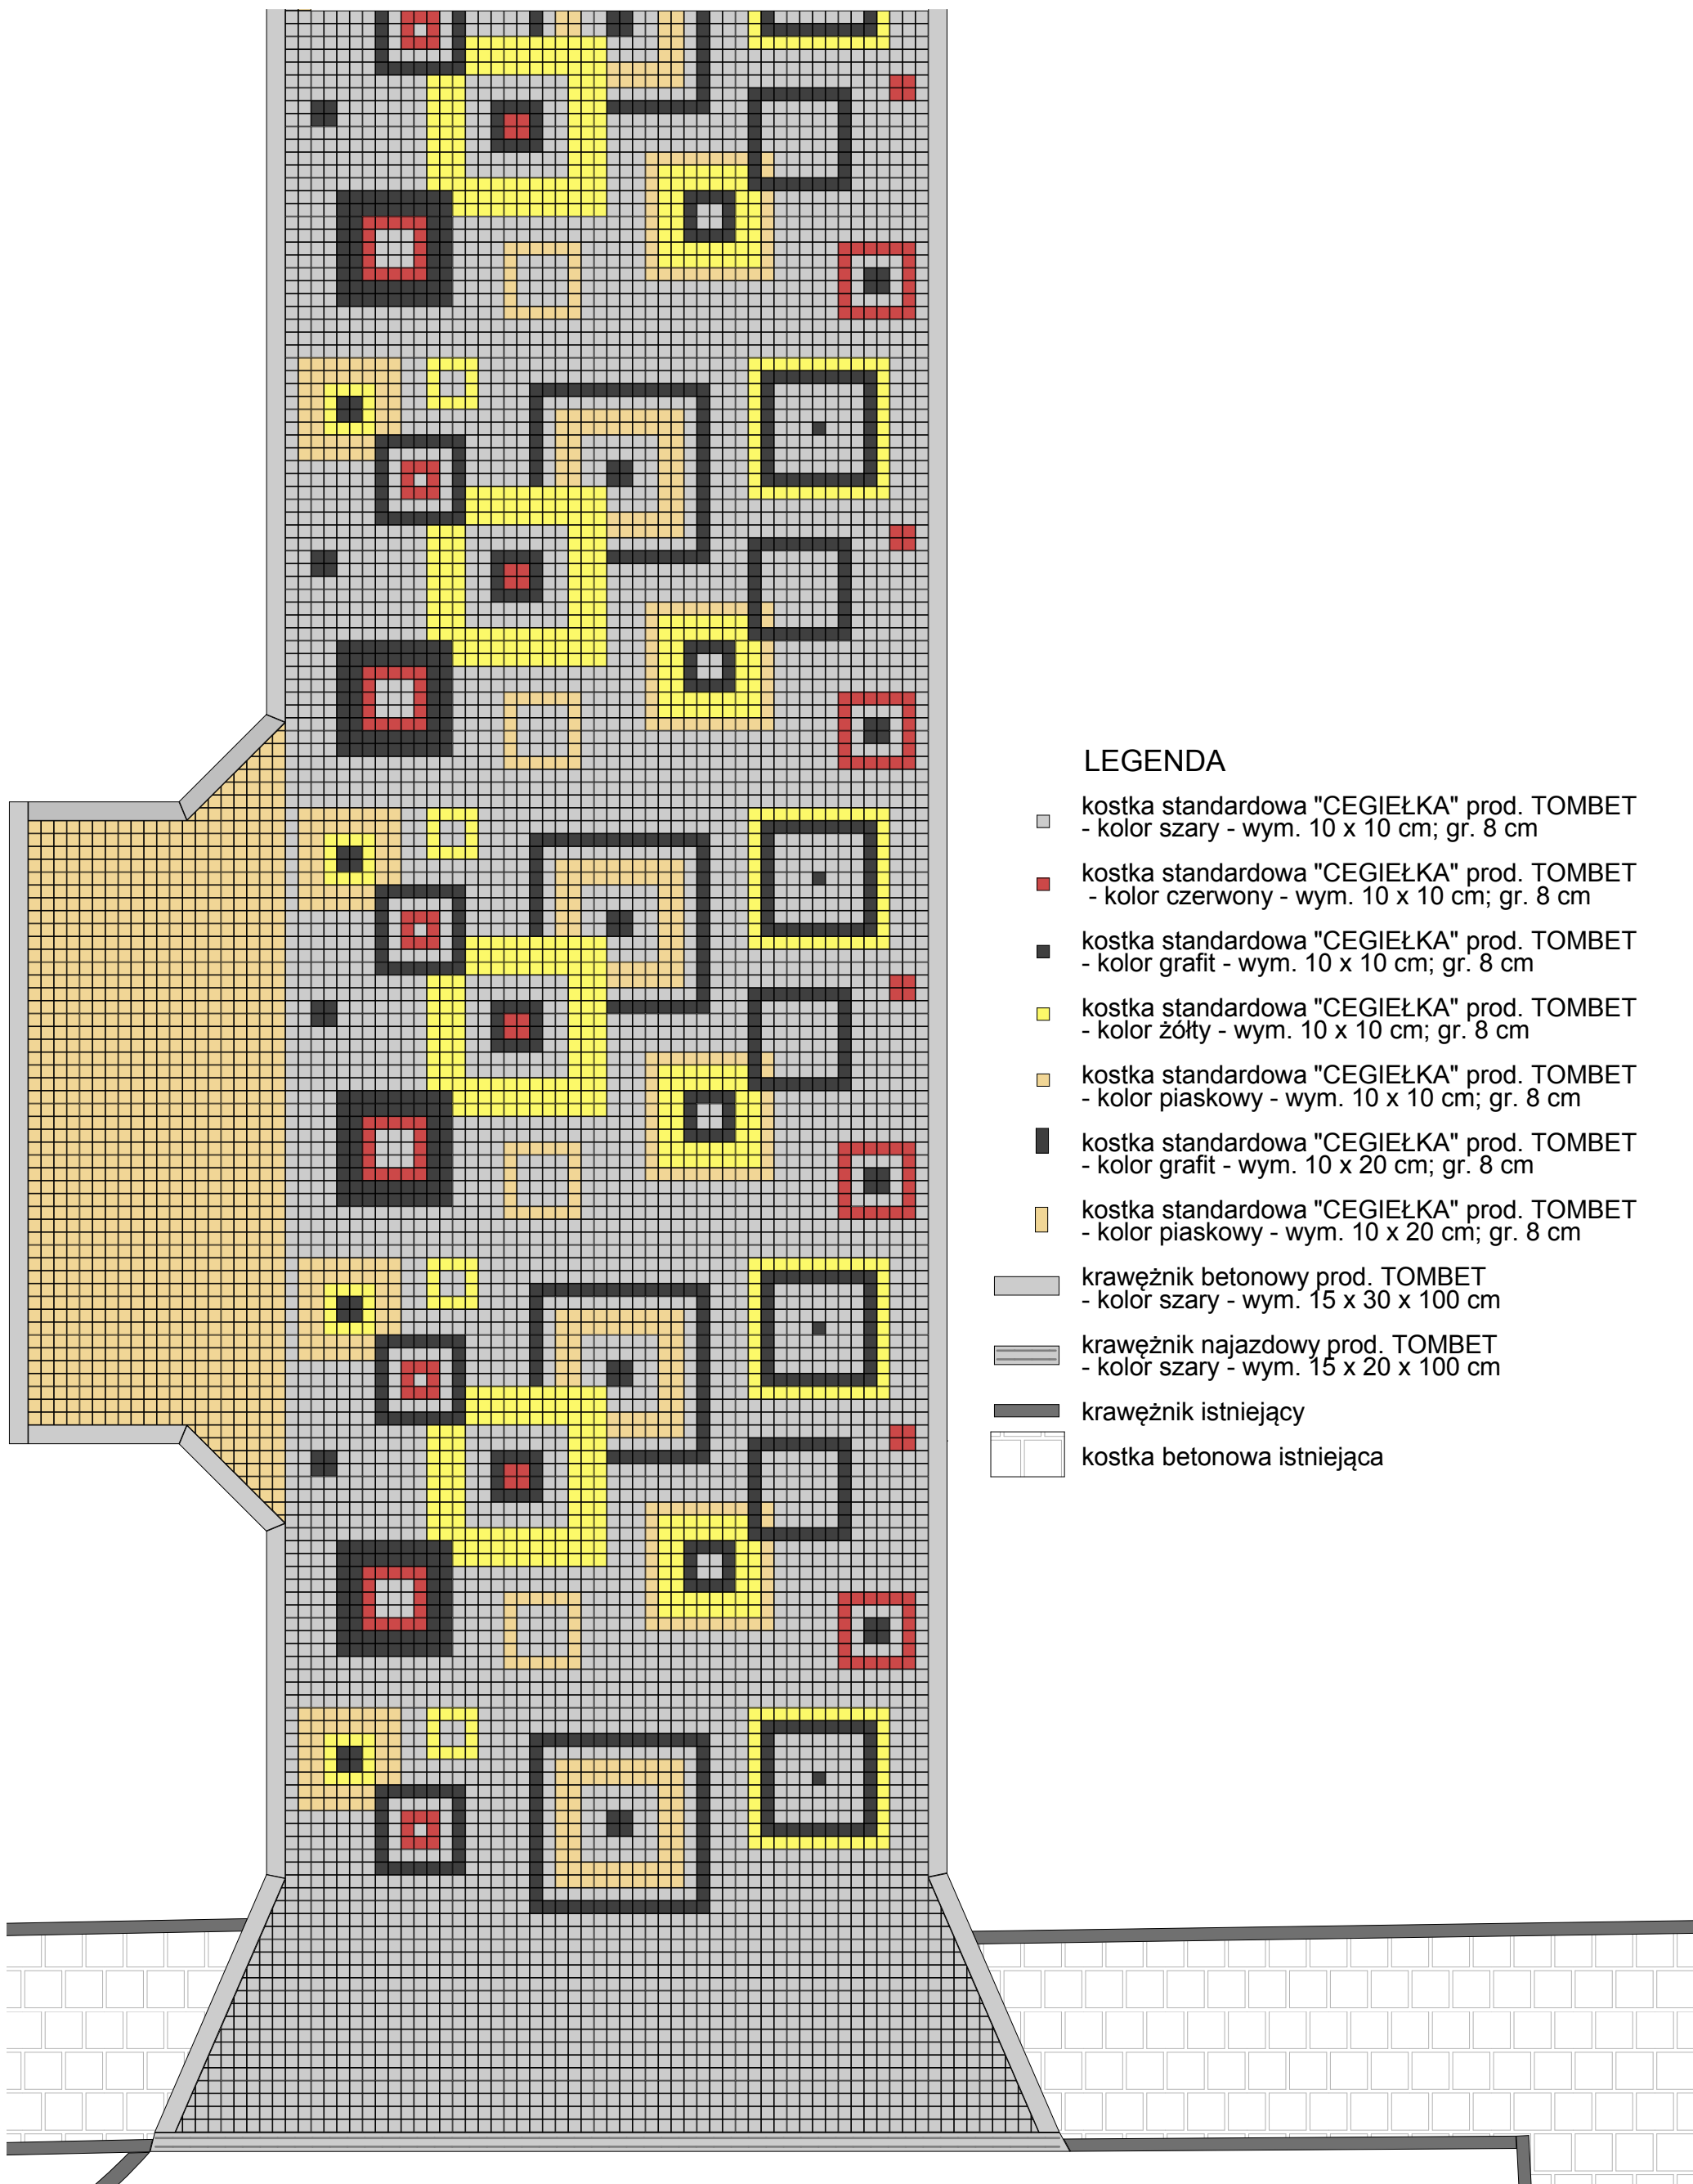 LEGENDA
kostka standardowa "CEGIEŁKA" prod. TOMBET
- kolor szary - wym. 10 x 10 cm; gr. 8 cm
kostka standardowa "CEGIEŁKA" prod. TOMBET
- kolor czerwony - wym. 10 x 10 cm; gr. 8 cm
kostka standardowa "CEGIEŁKA" prod. TOMBET
- kolor grafit - wym. 10 x 10 cm; gr. 8 cm
kostka standardowa "CEGIEŁKA" prod. TOMBET
- kolor żółty - wym. 10 x 10 cm; gr. 8 cm
kostka standardowa "CEGIEŁKA" prod. TOMBET
- kolor piaskowy - wym. 10 x 10 cm; gr. 8 cm
kostka standardowa "CEGIEŁKA" prod. TOMBET
- kolor grafit - wym. 10 x 20 cm; gr. 8 cm
kostka standardowa "CEGIEŁKA" prod. TOMBET
- kolor piaskowy - wym. 10 x 20 cm; gr. 8 cm
krawężnik betonowy prod. TOMBET
- kolor szary - wym. 15 x 30 x 100 cm
krawężnik najazdowy prod. TOMBET
- kolor szary - wym. 15 x 20 x 100 cm
krawężnik istniejący
kostka betonowa istniejąca